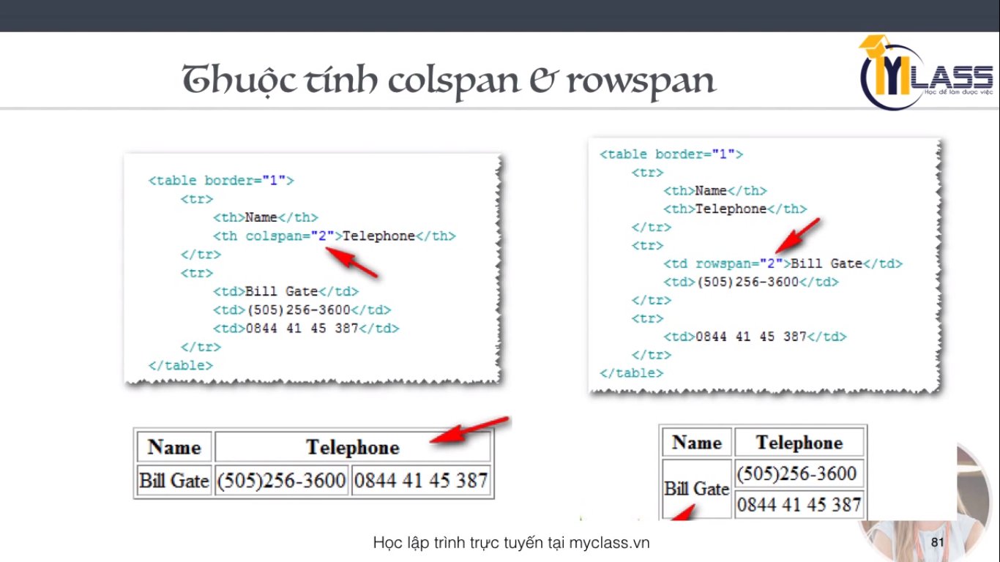 Thuộc tính colspan & rowspan
MYLASS
Học để làm được việc
<table border="1">
<tr>
<th>Name</th>
<th colspan="2">Telephone</th>
</tr>
<tr>
<td>Bill Gate</td>
<td>(505)256-3600</td>
<td>0844 41 45 387</td>
</tr>
</table>
Name Telephone
Bill Gate (505)256-3600 0844 41 45 387
<table border="1">
<tr>
<th>Name</th>
<th>Telephone</th>
</tr>
<tr>
<td rowspan="2">Bill Gate</td>
<td>(505)256-3600</td>
</tr>
<tr>
<td>0844 41 45 387</td>
</tr>
</table>
Name Telephone
Bill Gate (505)256-3600
0844 41 45 387
Học lập trình trực tuyến tại myclass.vn
81